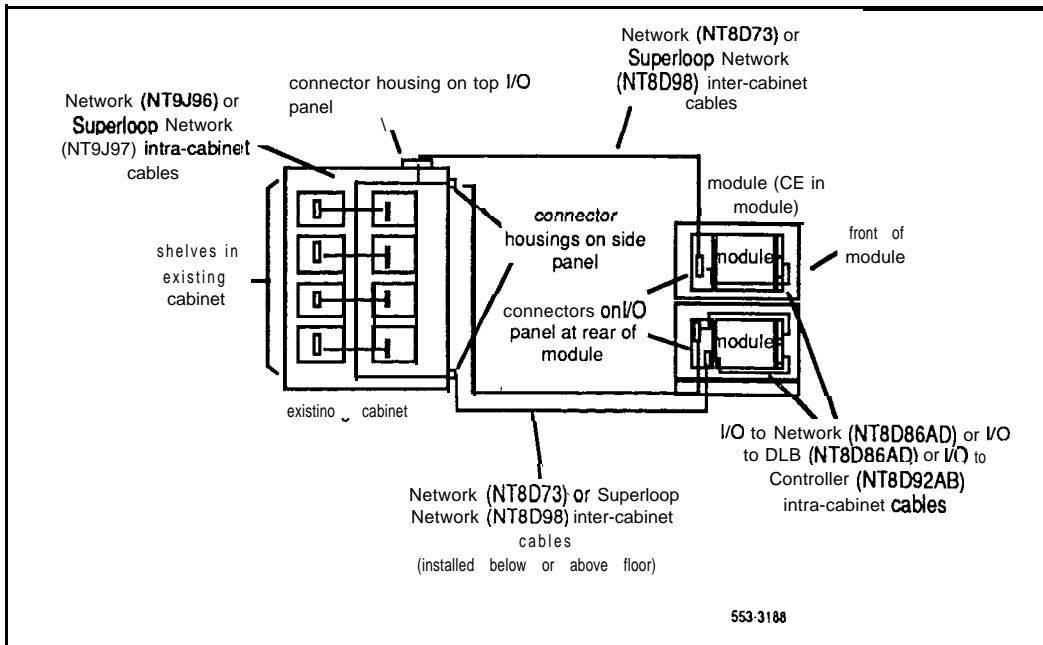 Network (NT8D73) or
Superloop Network
(NT8D98) inter-cabinet
cables
connector housing on top I/O
panel
Network (NT9J96) or
Superloop Network
(NT9J97) intra-cabinet
cables
module (CE in
module)
connector
housings on side
panel
front of
module
module
shelves in
existing
cabinet
connectors onI/O
panel at rear of
module
module
existino cabinet
I/O to Network (NT8D86AD) or I/O
to DLB (NT8D86AD) or I/O to
Controller (NT8D92AB)
intra-cabinet cables
Network (NT8D73) or Superloop
Network (NT8D98) inter-cabinet
cables
(installed below or above floor)
553-3188